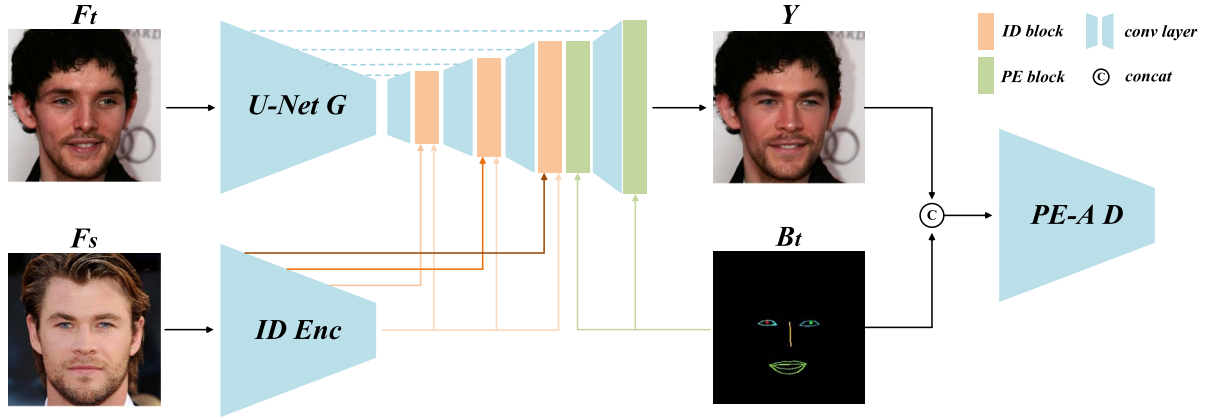 Ft
Y
ID block
conv layer
PE block
C
concat
U-Net G
Fs
Bt
C
PE-A D
ID Enc